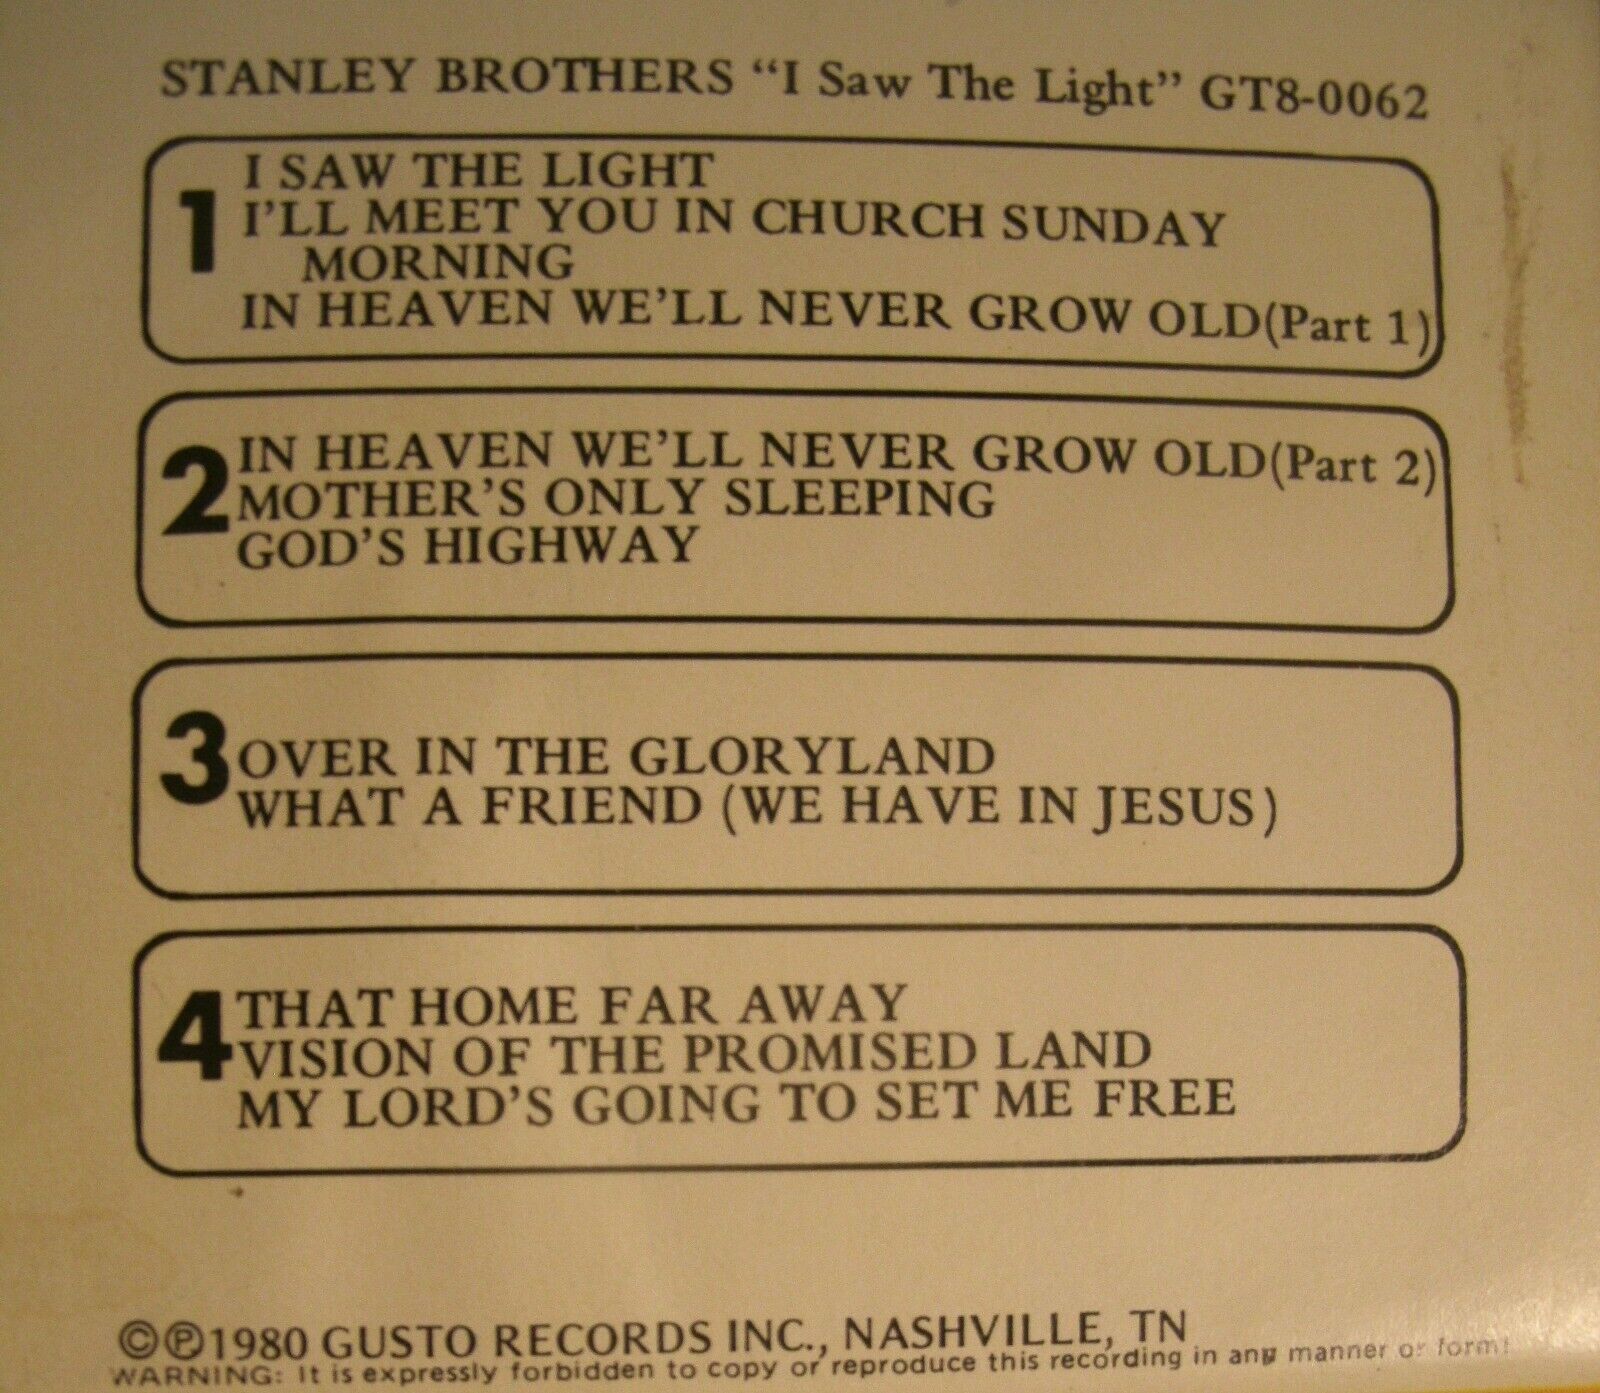 STANLEY BROTHERS “I Saw The Light” GT8-0062
1
I SAW THE LIGHT
I’LL MEET YOU IN CHURCH SUNDAY
MORNING
IN HEAVEN WE’LL NEVER GROW OLD(Part 1)
2
IN HEAVEN WE’LL NEVER GROW OLD(Part 2)
MOTHER’S ONLY SLEEPING
GOD’S HIGHWAY
3
OVER IN THE GLORYLAND
WHAT A FRIEND (WE HAVE IN JESUS)
4
THAT HOME FAR AWAY
VISION OF THE PROMISED LAND
MY LORD’S GOING TO SET ME FREE
©℗1980 GUSTO RECORDS INC., NASHVILLE, TN
WARNING: It is expressly forbidden to copy or reproduce this recording in any manner or form!